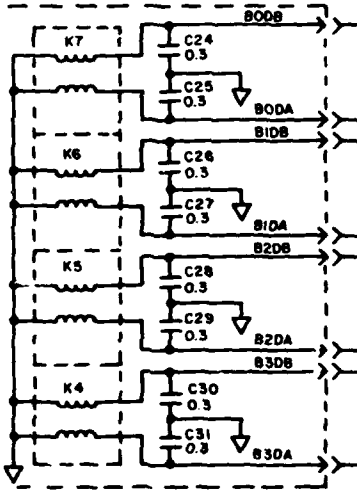 B0DB
K7
C24
0.3
C25
0.3
B0DA
B1DB
K6
C26
0.3
C27
0.3
B1DA
B2DB
K5
C28
0.3
C29
0.3
B2DA
B3DB
K4
C30
0.3
C31
0.3
B3DA